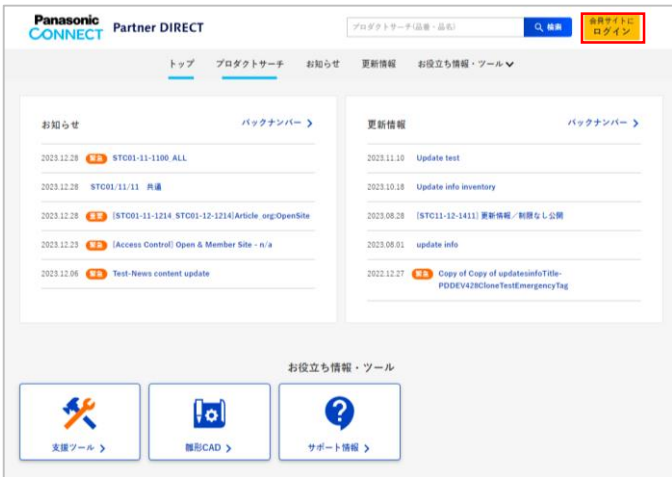 Panasonic
CONNECT
Partner DIRECT
プロダクトサーチ(品番・品名)
検索
会員サイトに
ログイン
トップ
プロダクトサーチ
お知らせ
更新情報
お役立ち情報・ツール
お知らせ
バックナンバー
2023.12.28 緊急 STC01-11-1100_ALL
2023.12.28 STC01/11/11 共通
2023.12.28 重要 [STC01-11-1214_STC01-12-1214]Article_org:OpenSite
2023.12.23 緊急 [Access Control] Open & Member Site - n/a
2023.12.06 緊急 Test-News content update
更新情報
バックナンバー
2023.11.10 Update test
2023.10.18 Update info inventory
2023.08.28 [STC11-12-1411] 更新情報／制限なし公開
2023.08.01 update info
2022.12.27 緊急 Copy of Copy of updatesinfoTitle-
PDDEV428CloneTestEmergencyTag
お役立ち情報・ツール
支援ツール
雛形CAD
サポート情報